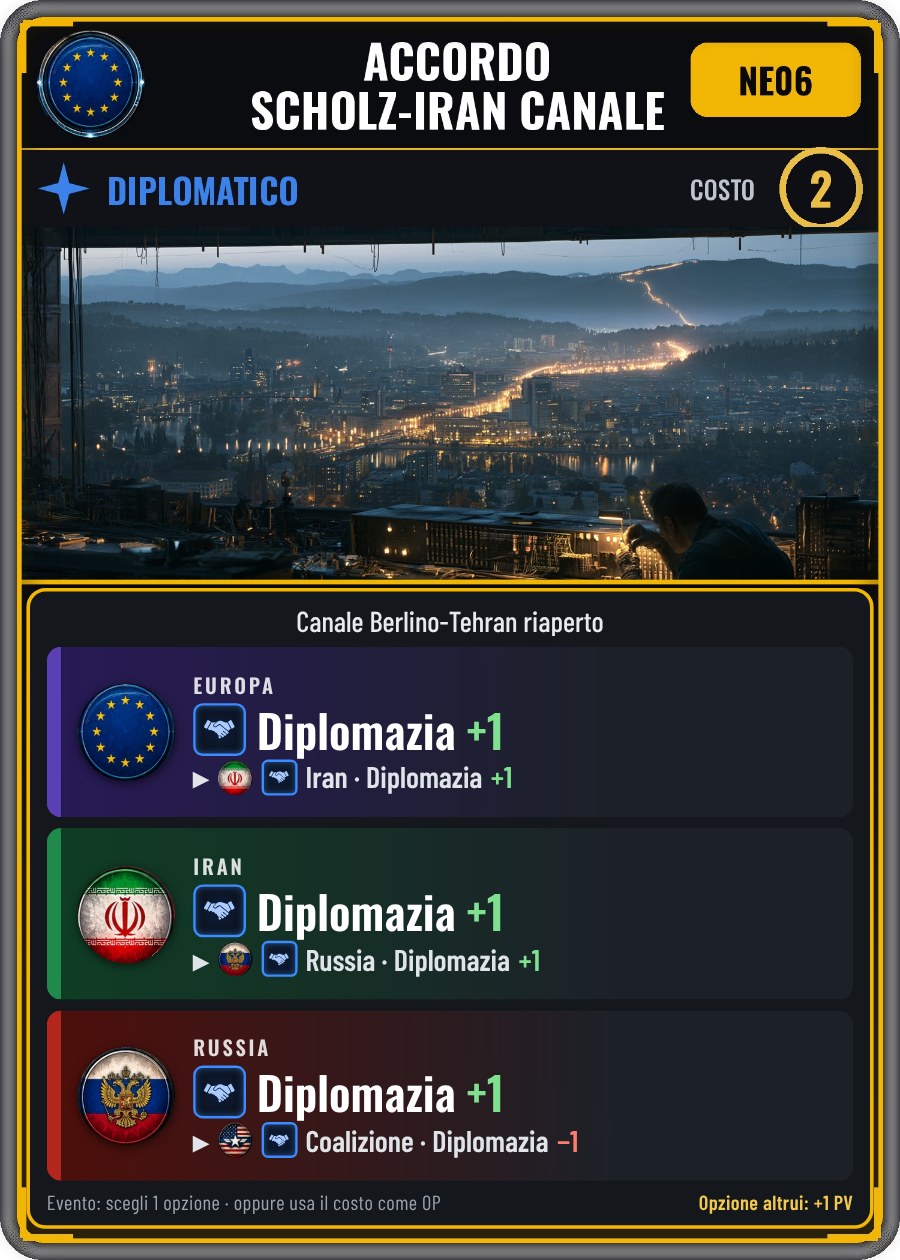 ACCORDO
SCHOLZ-IRAN CANALE
NE06
DIPLOMATICO
COSTO
2
Canale Berlino-Tehran riaperto
EUROPA
Diplomazia +1
▶ Iran · Diplomazia +1
IRAN
Diplomazia +1
▶ Russia · Diplomazia +1
RUSSIA
Diplomazia +1
▶ Coalizione · Diplomazia −1
Evento: scegli 1 opzione · oppure usa il costo come OP
Opzione altrui: +1 PV